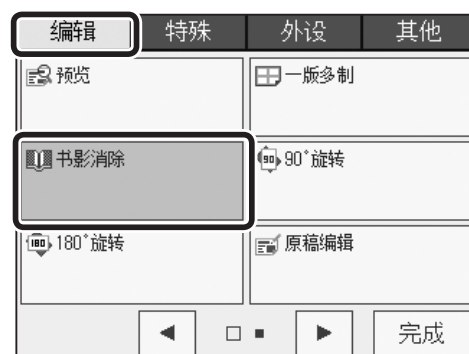 编辑 特殊 外设 其他
预览 一版多制
书影消除 90°旋转
180°旋转 原稿编辑
完成